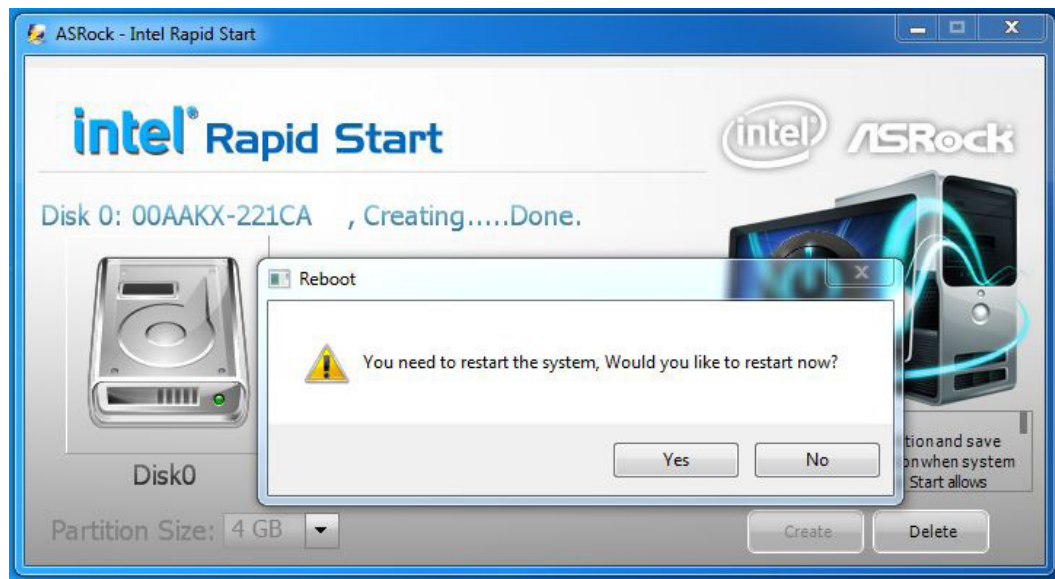 ASRock - Intel Rapid Start
intel® Rapid Start
intel ASRock
Disk 0: 00AAKX-221CA , Creating.....Done.
Reboot
You need to restart the system, Would you like to restart now?
Yes No
tion and save
on when system
Start allows
Disk0
Partition Size: 4 GB
Create Delete